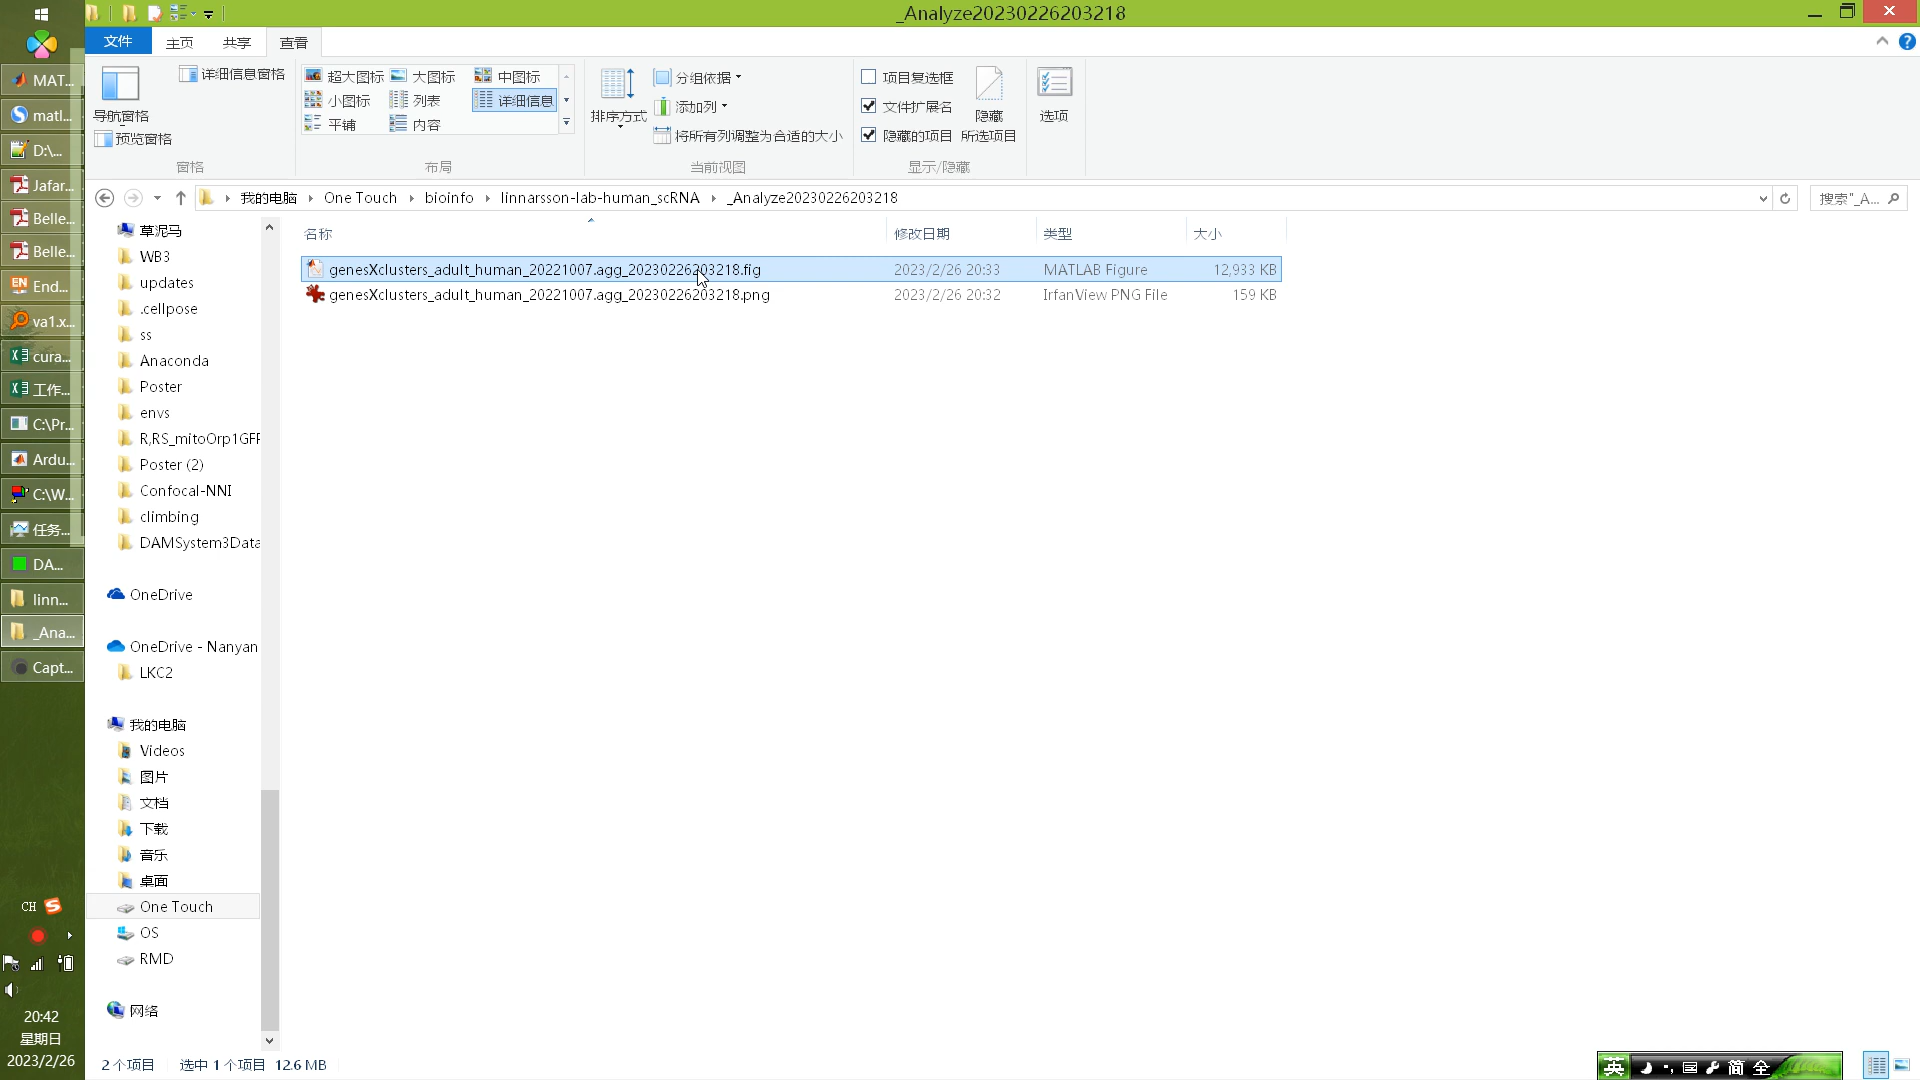 _Analyze20230226203218
文件
主页
共享
查看
导航窗格
预览窗格
详细信息窗格
窗格
超大图标
大图标
中图标
小图标
列表
详细信息
平铺
内容
布局
排序方式
分组依据
添加列
将所有列调整为合适的大小
当前视图
项目复选框
文件扩展名
隐藏的项目
隐藏
所选项目
显示/隐藏
选项
我的电脑
One Touch
bioinfo
linnarsson-lab-human_scRNA
_Analyze20230226203218
搜索"_A...
名称
修改日期
类型
大小
genesXclusters_adult_human_20221007.agg_20230226203218.fig
2023/2/26 20:33
MATLAB Figure
12,933 KB
genesXclusters_adult_human_20221007.agg_20230226203218.png
2023/2/26 20:32
IrfanView PNG File
159 KB
草泥马
WB3
updates
.cellpose
ss
Anaconda
Poster
envs
R,RS_mitoOrp1GFF
Poster (2)
Confocal-NNI
climbing
DAMSystem3Data
OneDrive
OneDrive - Nanyan
LKC2
我的电脑
Videos
图片
文档
下载
音乐
桌面
One Touch
OS
RMD
网络
2 个项目
选中 1 个项目 12.6 MB
MAT...
matl...
D:\...
Jafar...
Belle...
Belle...
EN
End...
va1.x...
cura...
工作...
C:\Pr...
Ardu...
C:\W...
任务...
DA...
linn...
_Ana...
Capt...
CH
20:42
星期日
2023/2/26
英
简
全